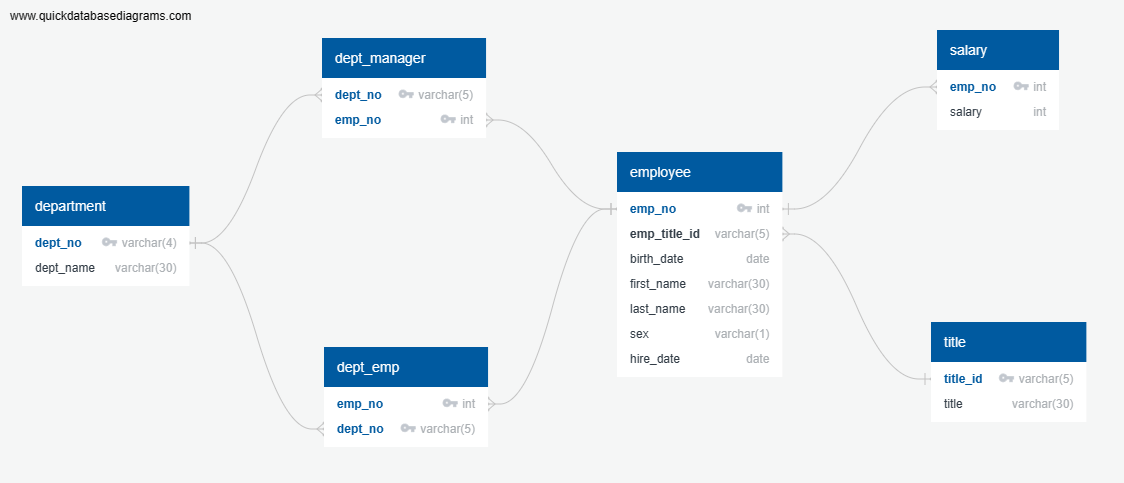 www.quickdatabasediagrams.com
dept_manager
dept_no varchar(5)
emp_no int
salary
emp_no int
salary int
employee
emp_no int
emp_title_id varchar(5)
birth_date date
first_name varchar(30)
last_name varchar(30)
sex varchar(1)
hire_date date
department
dept_no varchar(4)
dept_name varchar(30)
dept_emp
emp_no int
dept_no varchar(5)
title
title_id varchar(5)
title varchar(30)